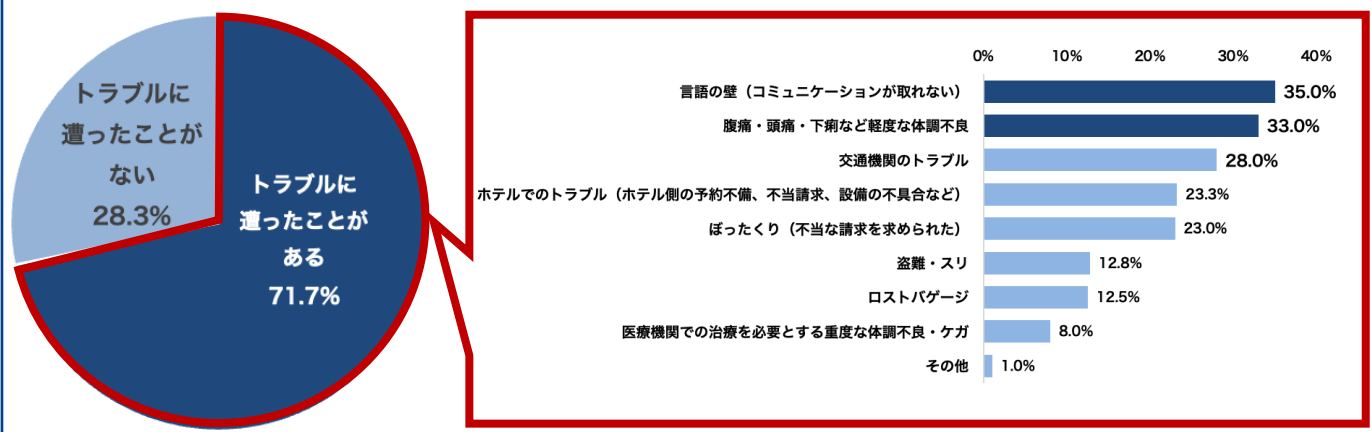 トラブルに
遭ったことが
ない
28.3%
トラブルに
遭ったことが
ある
71.7%
0% 10% 20% 30% 40%
言語の壁（コミュニケーションが取れない） 35.0%
腹痛・頭痛・下痢など軽度な体調不良 33.0%
交通機関のトラブル 28.0%
ホテルでのトラブル（ホテル側の予約不備、不当請求、設備の不具合など） 23.3%
ぼったくり（不当な請求を求められた） 23.0%
盗難・スリ 12.8%
ロストバゲージ 12.5%
医療機関での治療を必要とする重度な体調不良・ケガ 8.0%
その他 1.0%